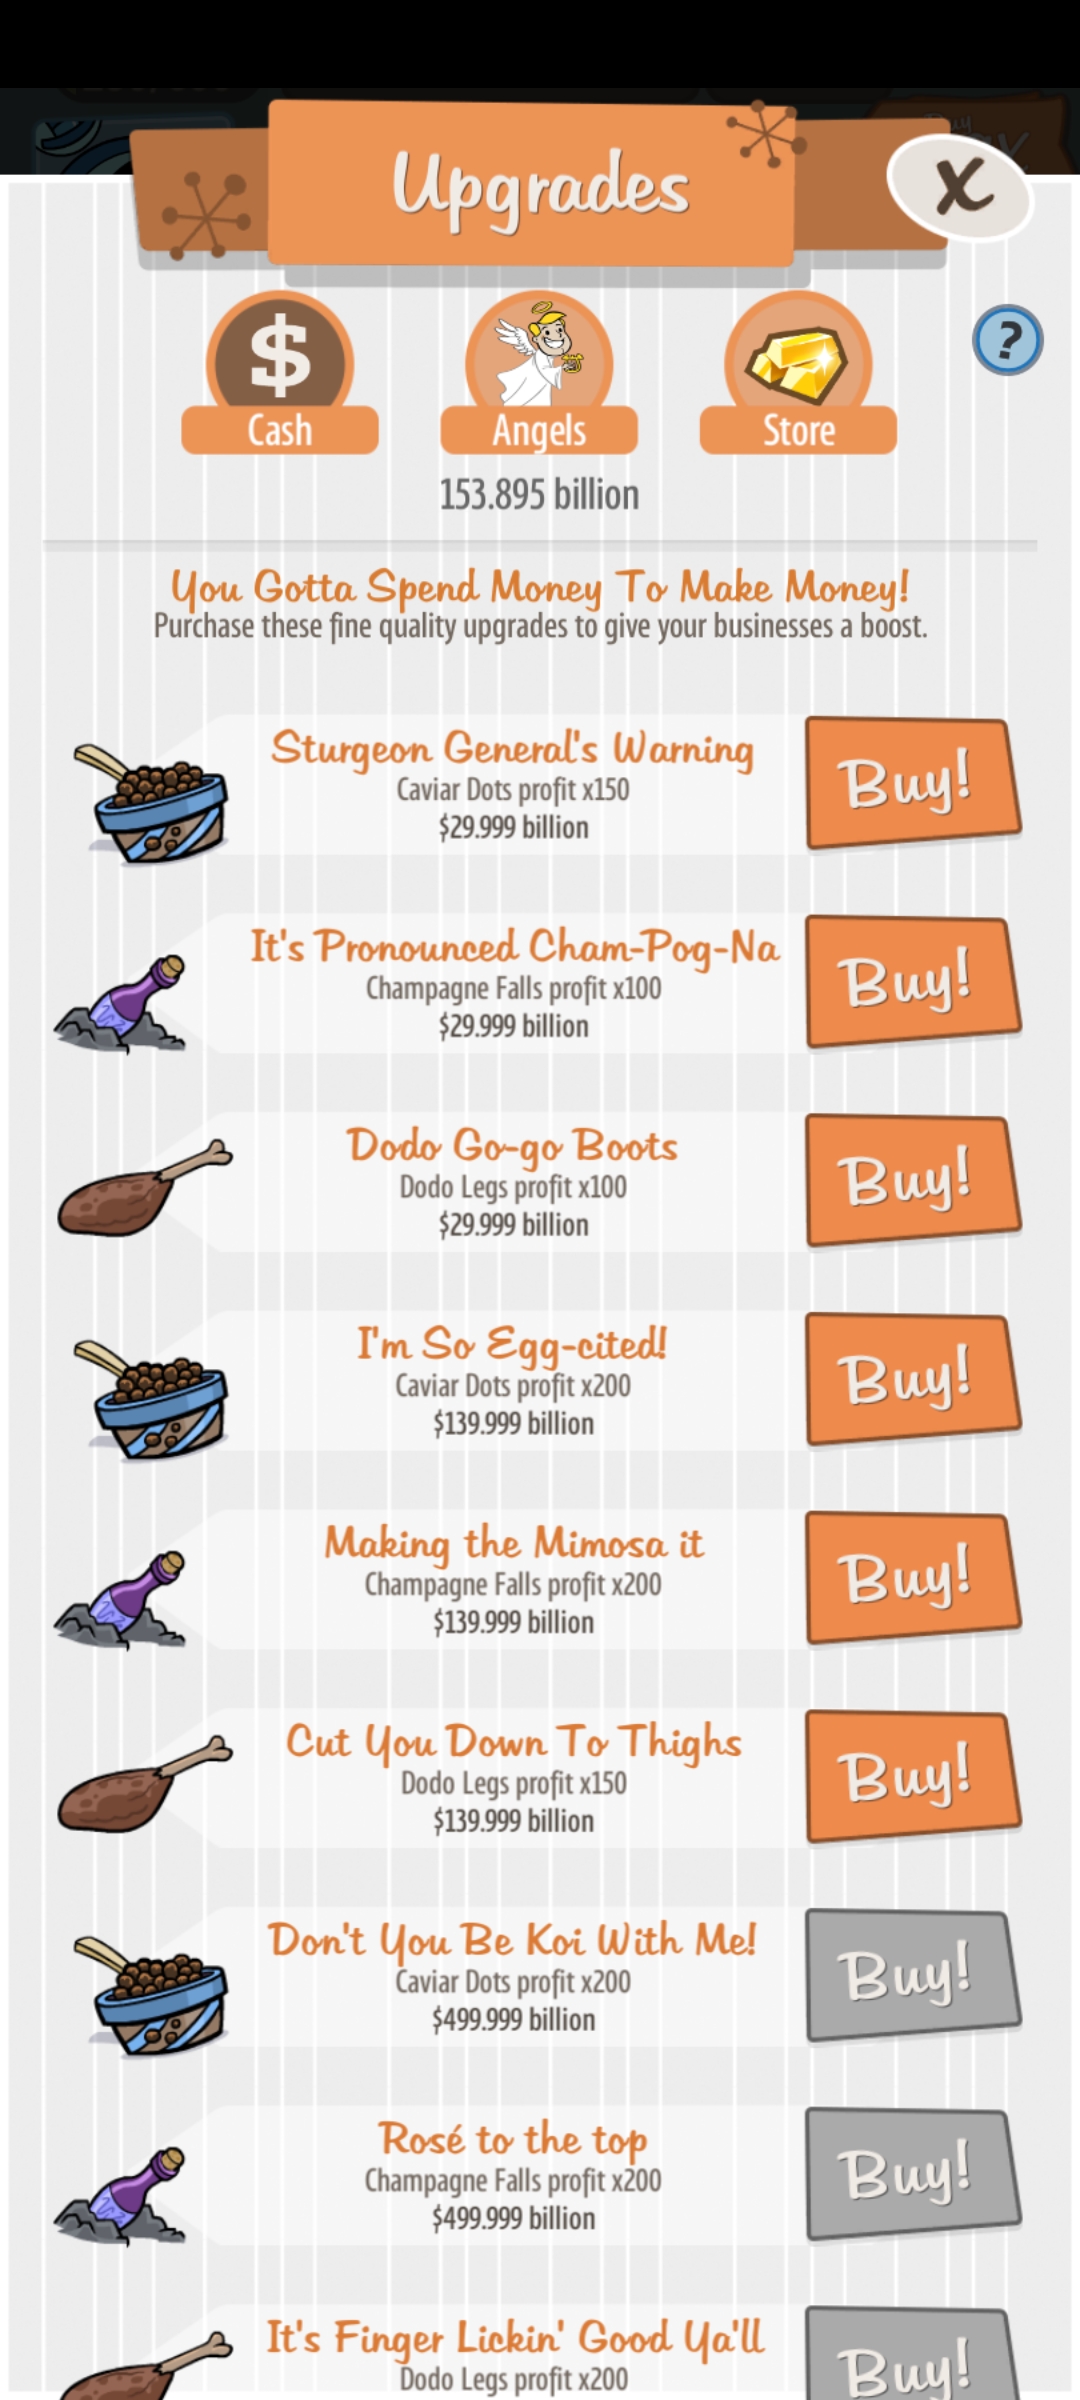 Upgrades
X
$
?
Cash
Angels
Store
153.895 billion
You Gotta Spend Money To Make Money!
Purchase these fine quality upgrades to give your businesses a boost.
Sturgeon General's Warning
Caviar Dots profit x150
$29.999 billion
Buy!
It's Pronounced Cham-Pog-Na
Champagne Falls profit x100
$29.999 billion
Buy!
Dodo Go-go Boots
Dodo Legs profit x100
$29.999 billion
Buy!
I'm So Egg-cited!
Caviar Dots profit x200
$139.999 billion
Buy!
Making the Mimosa it
Champagne Falls profit x200
$139.999 billion
Buy!
Cut You Down To Thighs
Dodo Legs profit x150
$139.999 billion
Buy!
Don't You Be Koi With Me!
Caviar Dots profit x200
$499.999 billion
Buy!
Rosé to the top
Champagne Falls profit x200
$499.999 billion
Buy!
It's Finger Lickin' Good Ya'll
Dodo Legs profit x200
Buy!